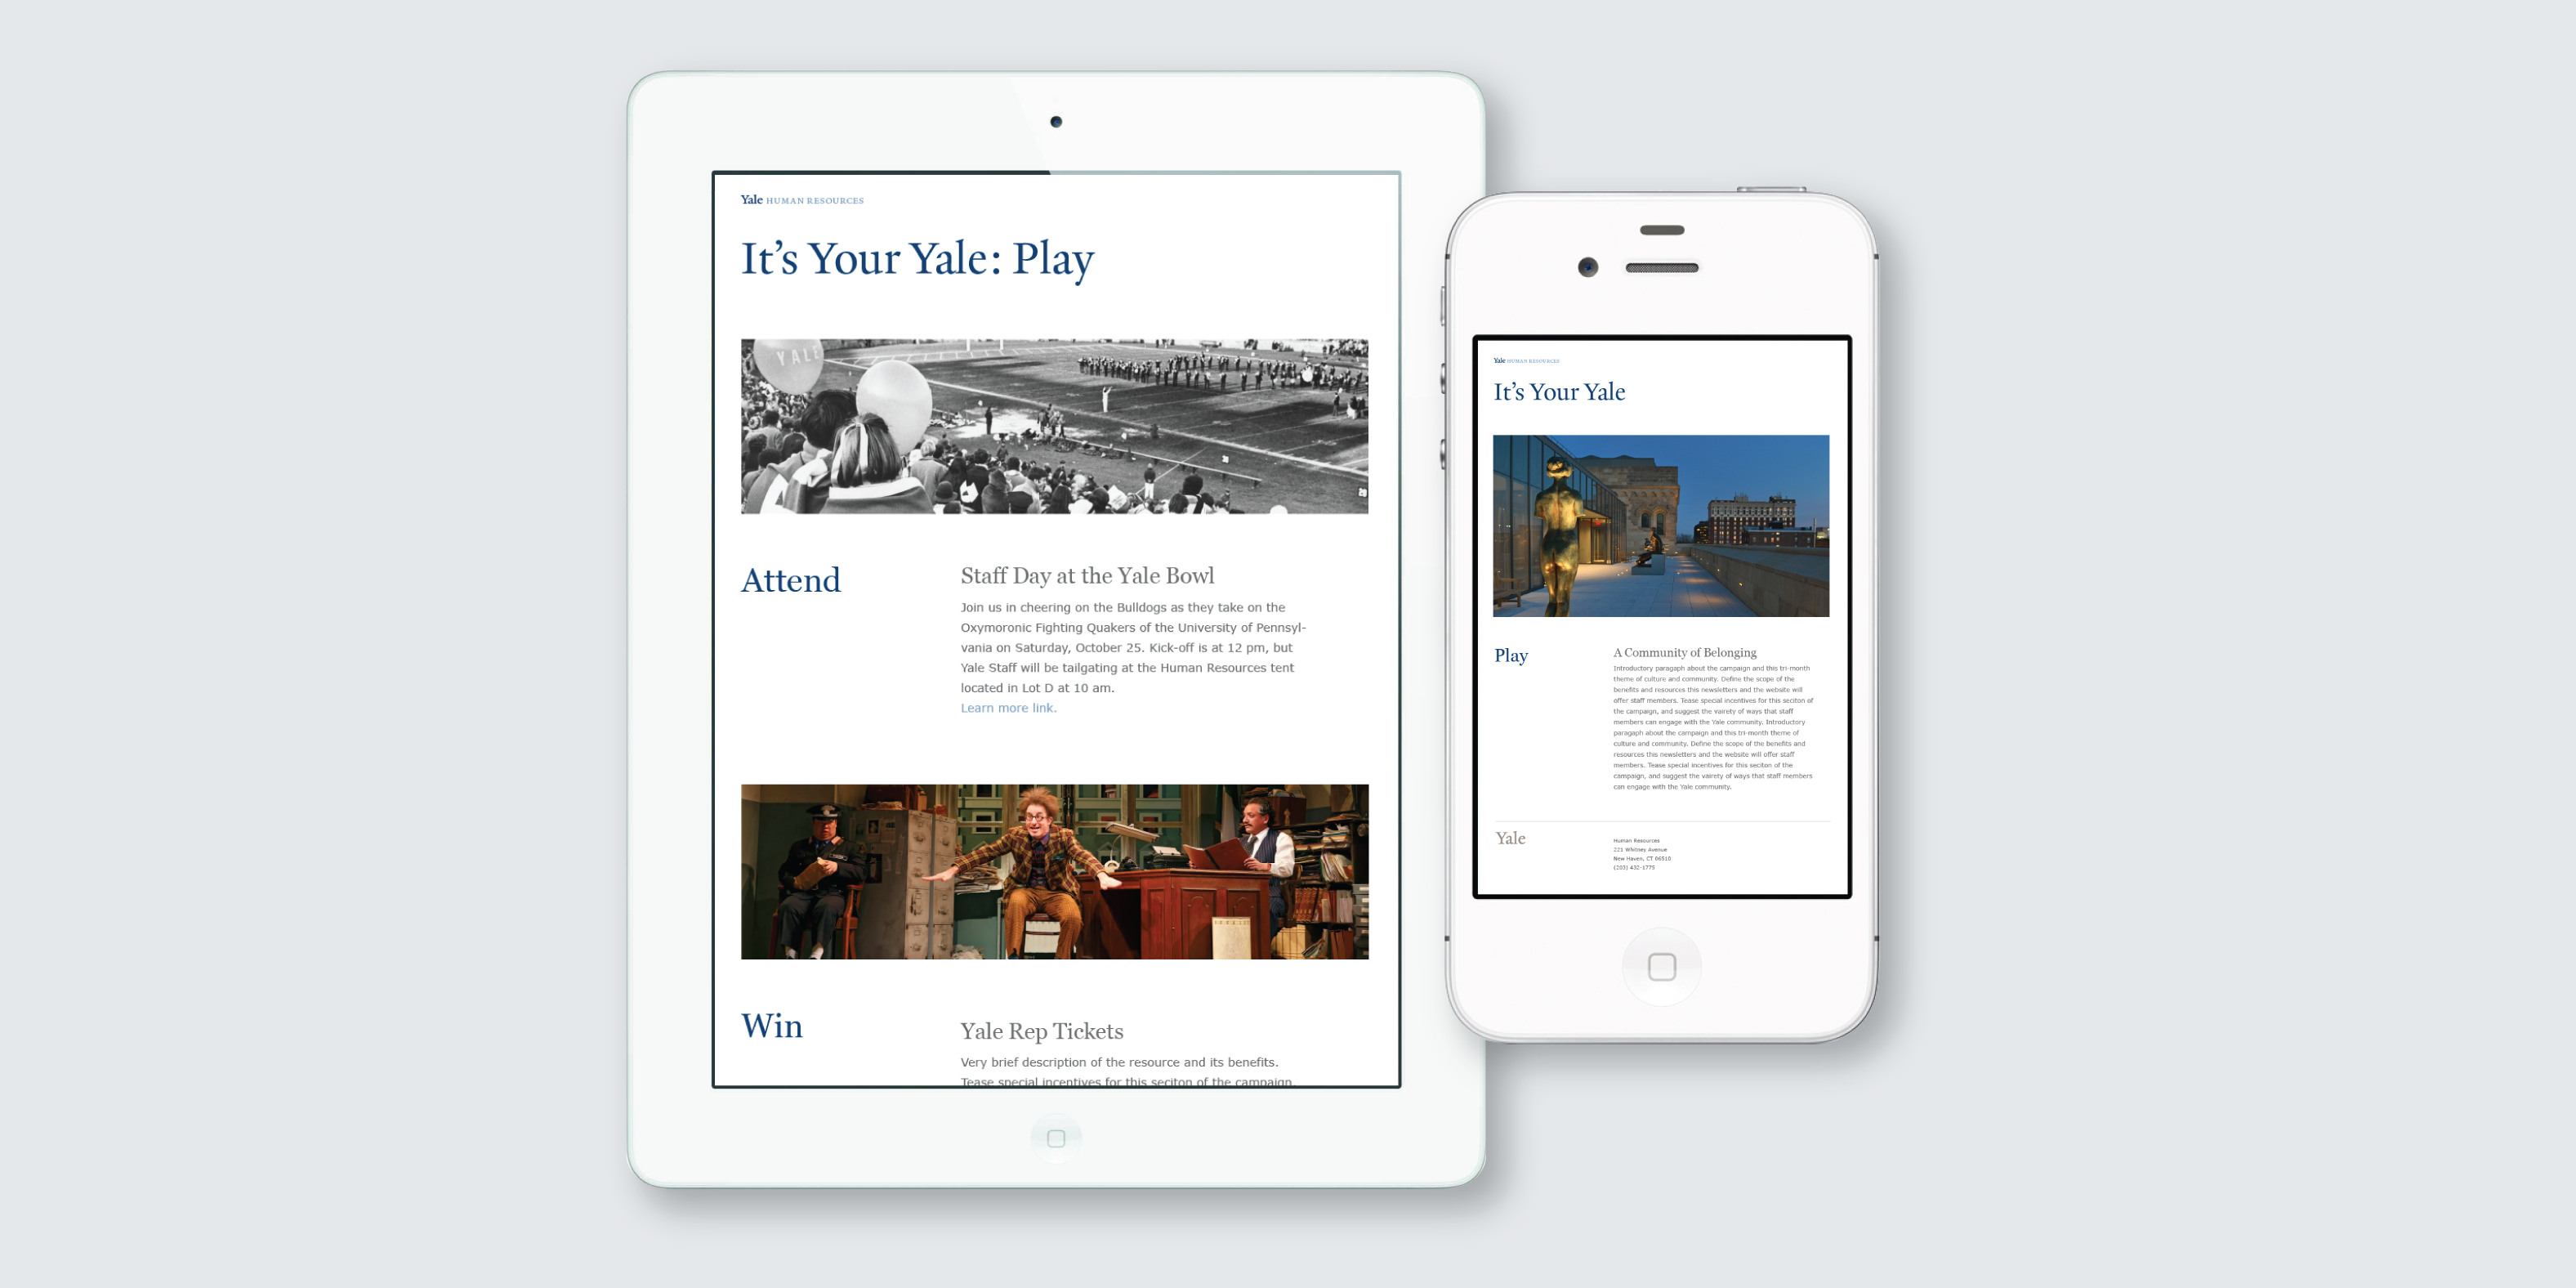 Yale HUMAN RESOURCES
It's Your Yale: Play
YALE
Attend
Staff Day at the Yale Bowl
Join us in cheering on the Bulldogs as they take on the
Oxymoronic Fighting Quakers of the University of Pennsyl-
vania on Saturday, October 25. Kick-off is at 12 pm, but
Yale Staff will be tailgating at the Human Resources tent
located in Lot D at 10 am.
Learn more link.
Win
Yale Rep Tickets
Very brief description of the resource and its benefits.
Tease special incentives for this seciton of the campaign.
Yale HUMAN RESOURCES
It's Your Yale
Play
A Community of Belonging
Introductory paragaph about the campaign and this tri-month
theme of culture and community. Define the scope of the
benefits and resources this newsletters and the website will
offer staff members. Tease special incentives for this seciton of
the campaign, and suggest the vairety of ways that staff
members can engage with the Yale community. Introductory
paragaph about the campaign and this tri-month theme of
culture and community. Define the scope of the benefits and
resources this newsletters and the website will offer staff
members. Tease special incentives for this seciton of the
campaign, and suggest the vairety of ways that staff members
can engage with the Yale community.
Yale
Human Resources
221 Whitney Avenue
New Haven, CT 06510
(203) 432-1775